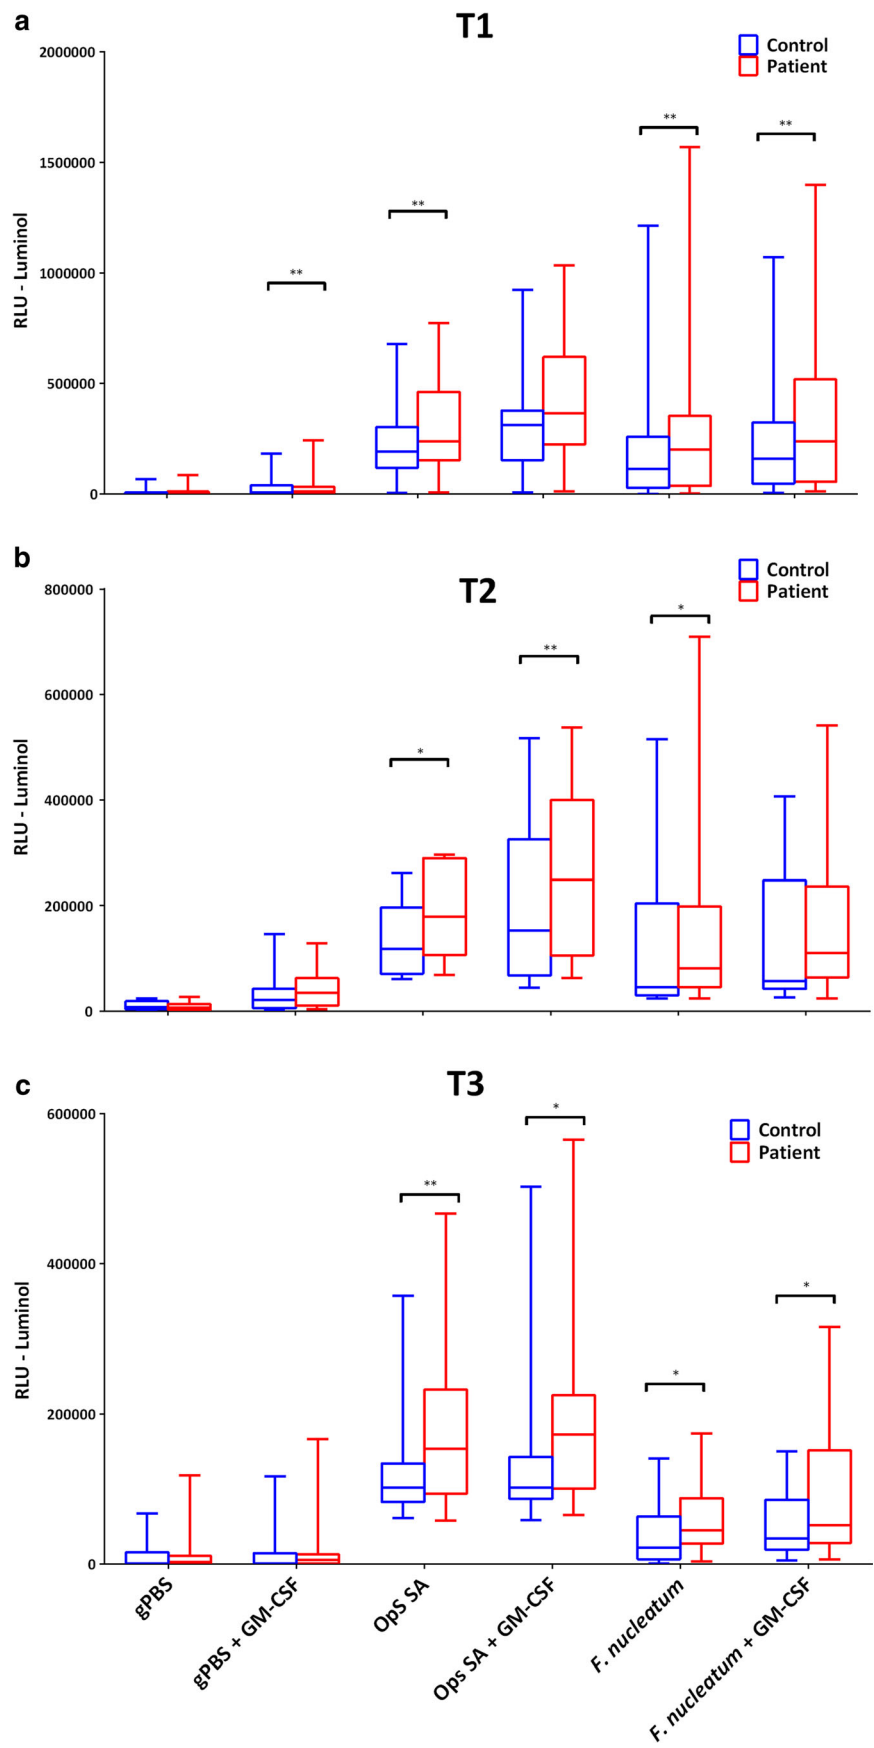 a
T1
Control
Patient
RLU - Luminol
2000000
1500000
1000000
500000
0
**
**
**
**
b
T2
Control
Patient
RLU - Luminol
800000
600000
400000
200000
0
*
**
*
c
T3
Control
Patient
RLU - Luminol
600000
400000
200000
0
**
*
*
*
gPBS
gPBS + GM-CSF
OpS SA
Ops SA + GM-CSF
F. nucleatum
F. nucleatum + GM-CSF